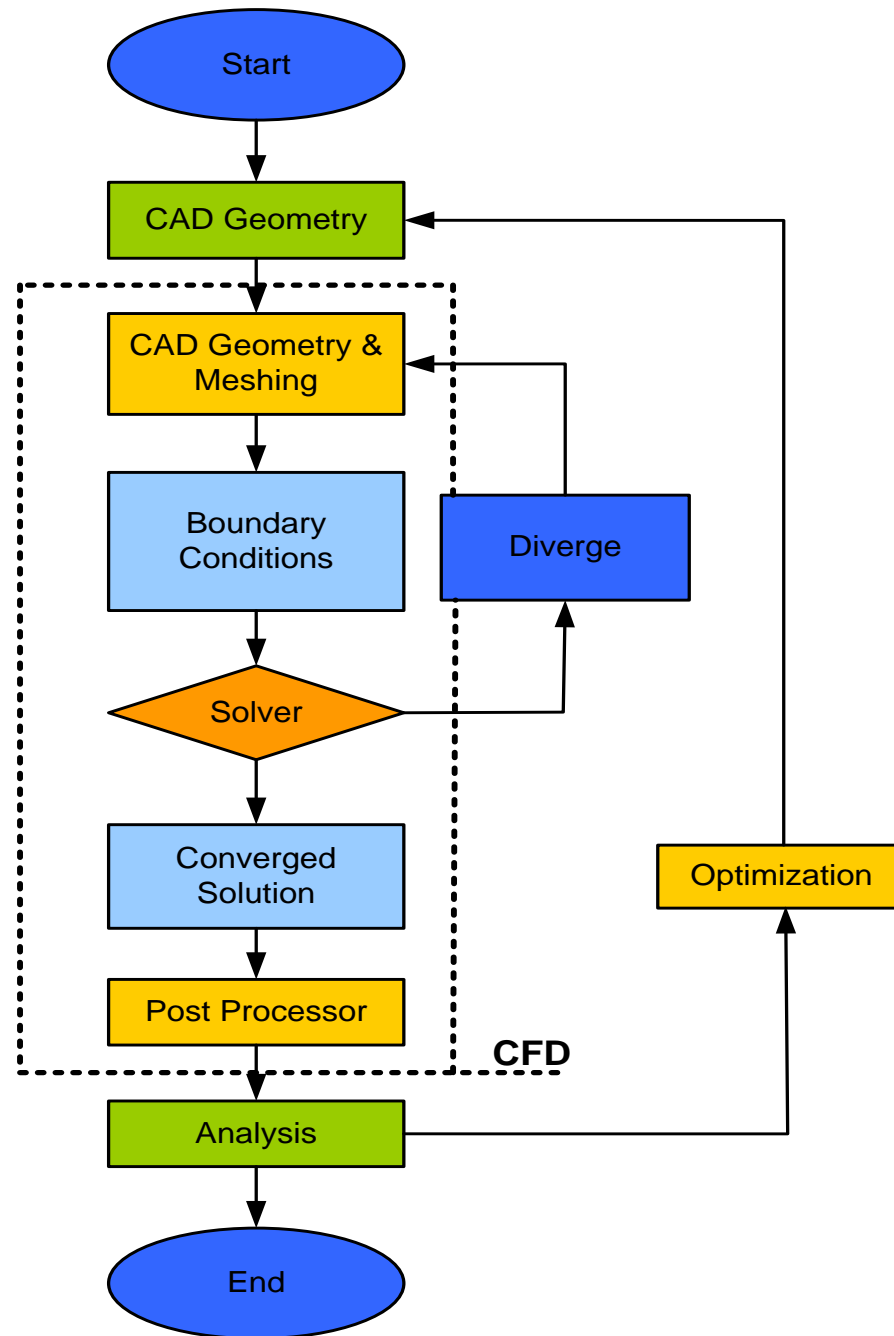 Start
CAD Geometry
CAD Geometry &
Meshing
Boundary
Conditions
Diverge
Solver
Converged
Solution
Optimization
Post Processor
CFD
Analysis
End